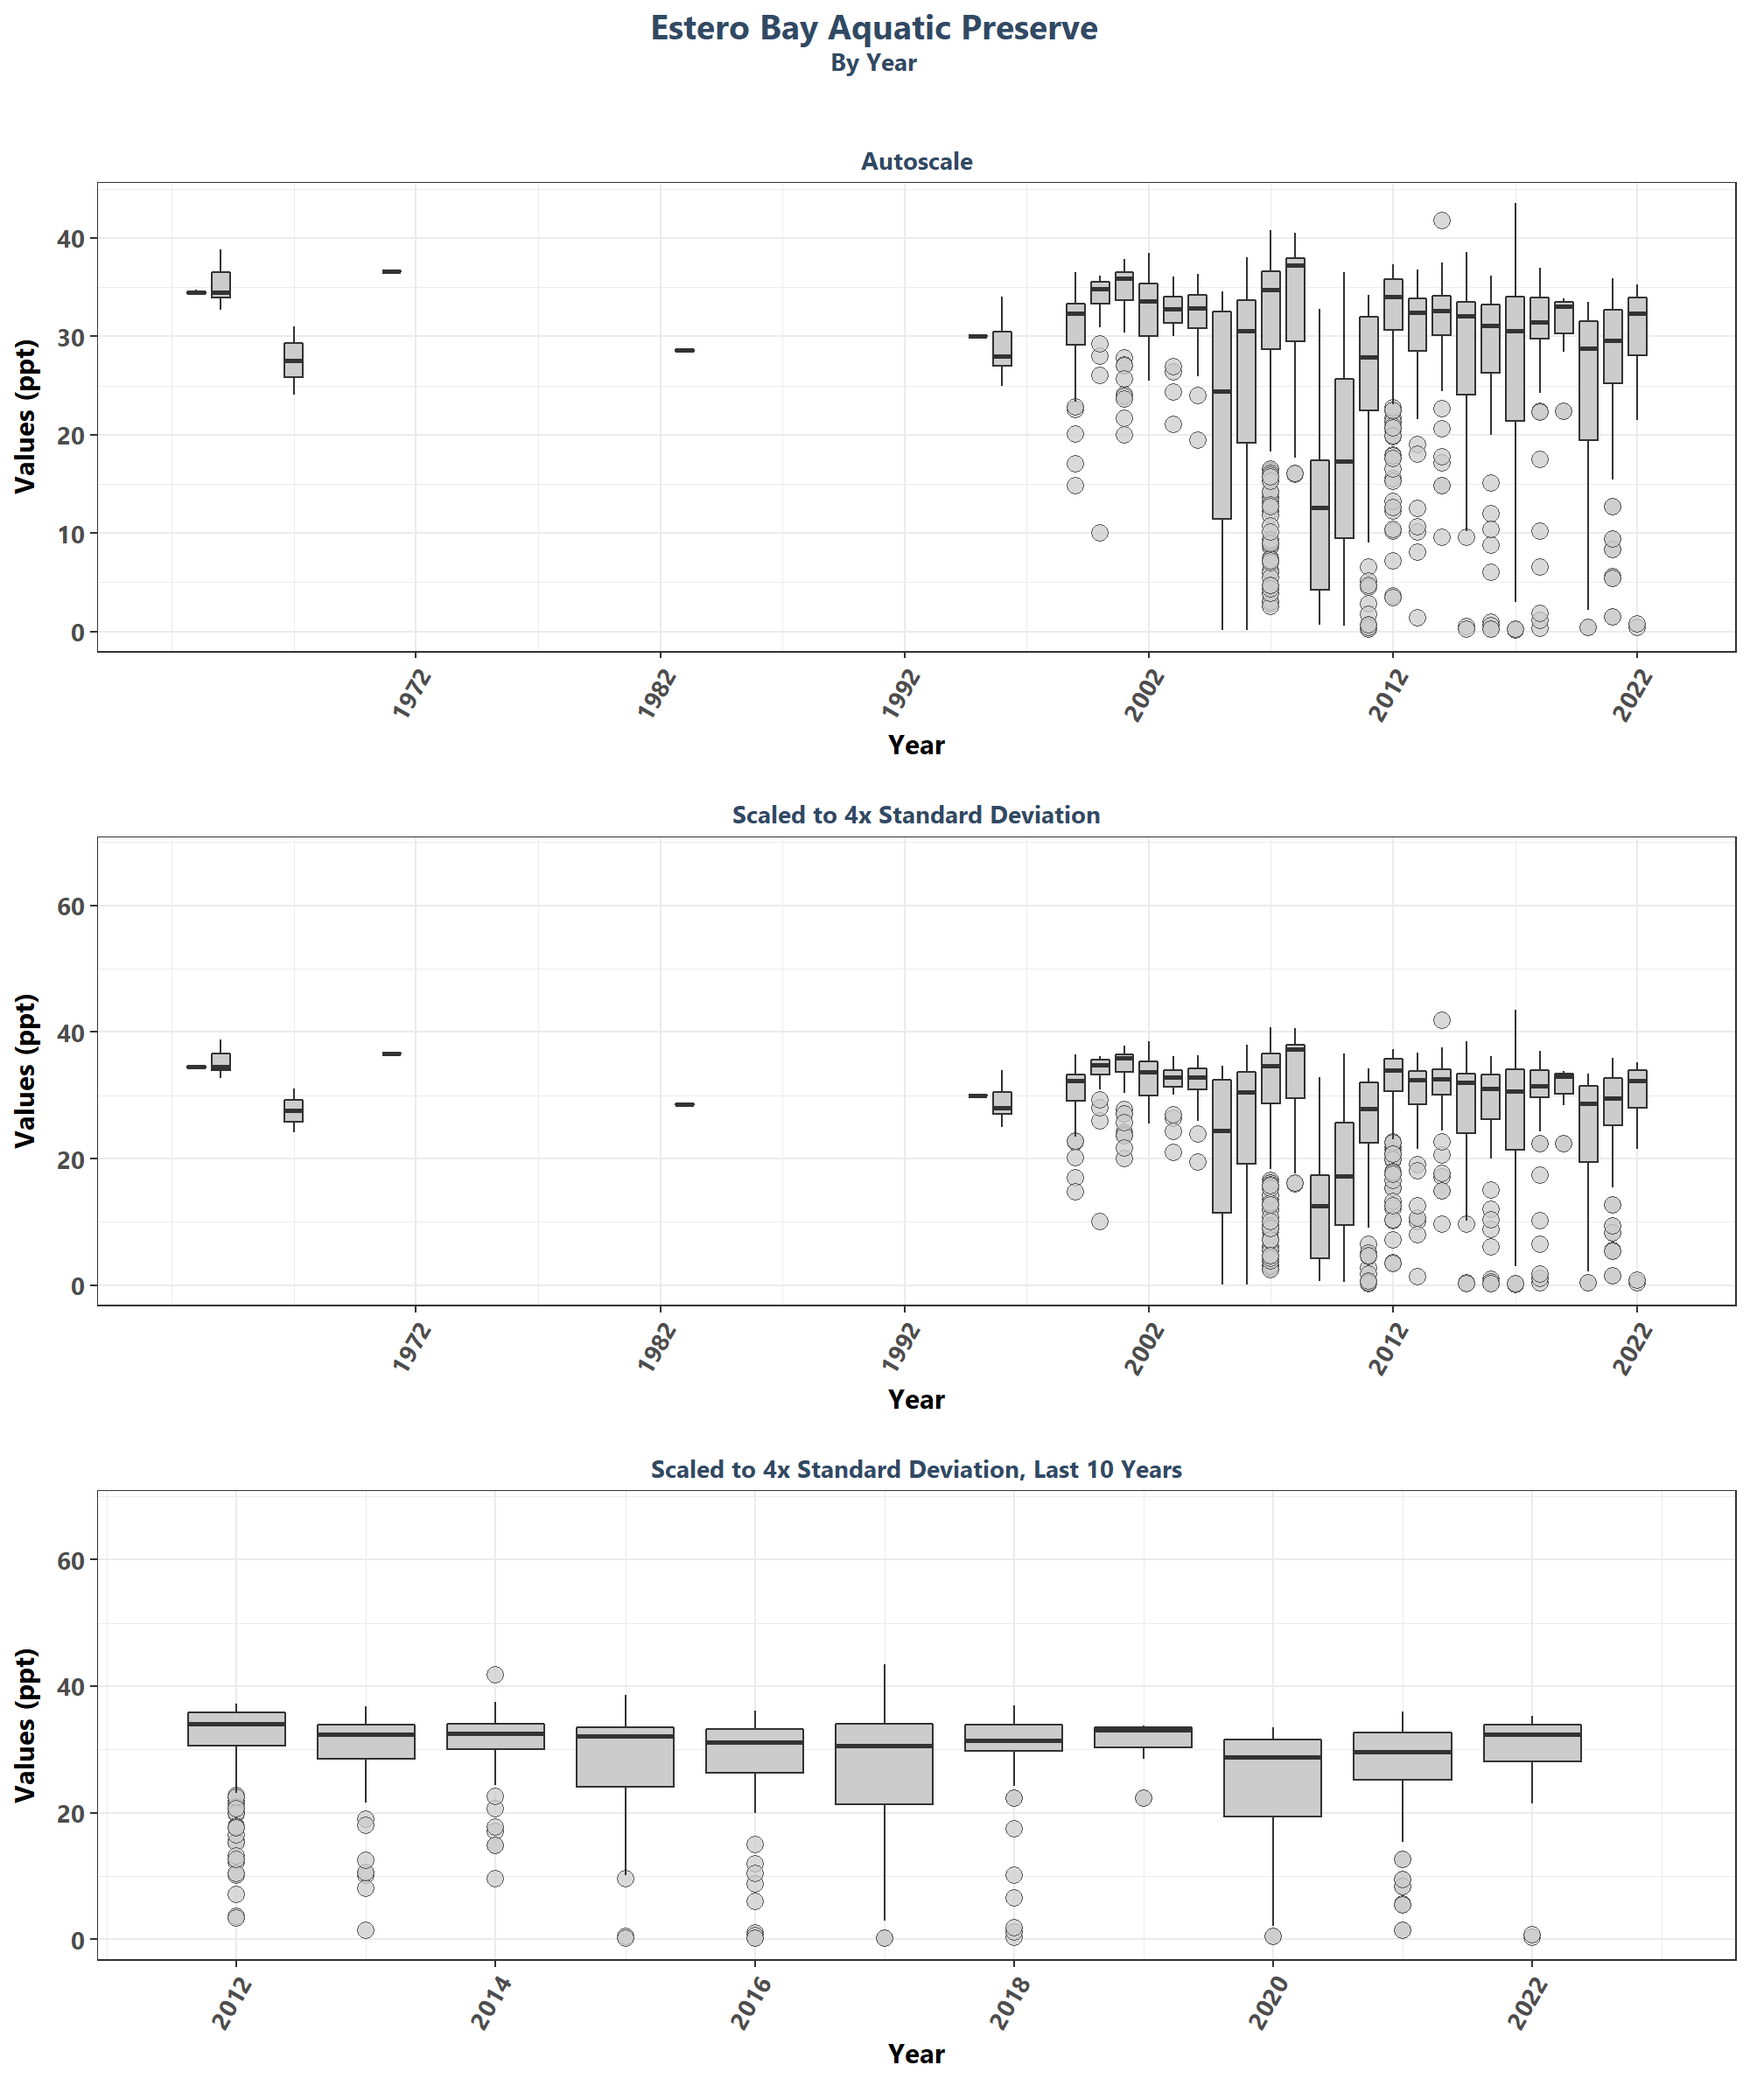 Estero Bay Aquatic Preserve
By Year
Autoscale
Values (ppt)
40
30
20
10
0
1972
1982
1992
2002
2012
2022
Year
Scaled to 4x Standard Deviation
Values (ppt)
60
40
20
0
1972
1982
1992
2002
2012
2022
Year
Scaled to 4x Standard Deviation, Last 10 Years
Values (ppt)
60
40
20
0
2012
2014
2016
2018
2020
2022
Year